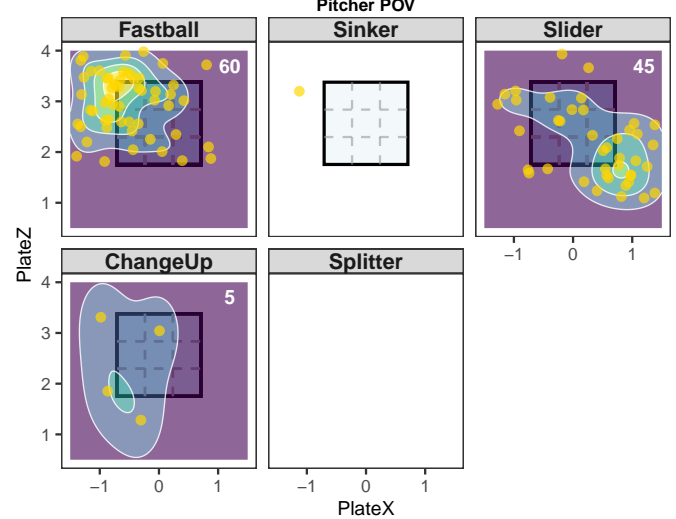 Pitcher POV
Fastball
Sinker
Slider
60
45
4
3
2
1
−1 0 1
PlateZ
ChangeUp
Splitter
5
4
3
2
1
−1 0 1
−1 0 1
PlateX